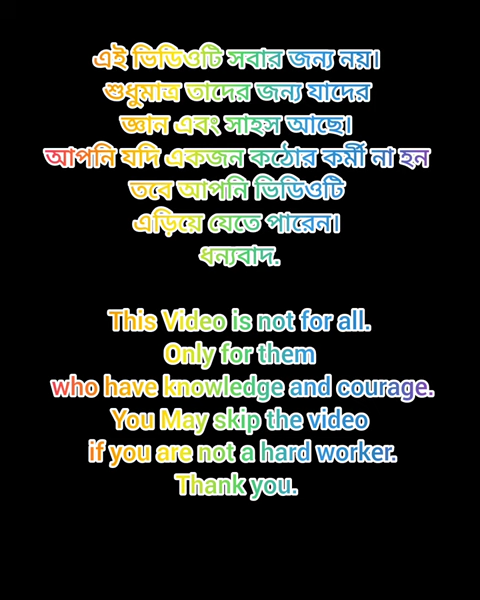 এই ভিডিওটি সবার জন্য নয়।
শুধুমাত্র তাদের জন্য যাদের
জ্ঞান এবং সাহস আছে।
আপনি যদি একজন কঠোর কর্মী না হন
তবে আপনি ভিডিওটি
এড়িয়ে যেতে পারেন।
ধন্যবাদ.
This Video is not for all.
Only for them
who have knowledge and courage.
You May skip the video
if you are not a hard worker.
Thank you.